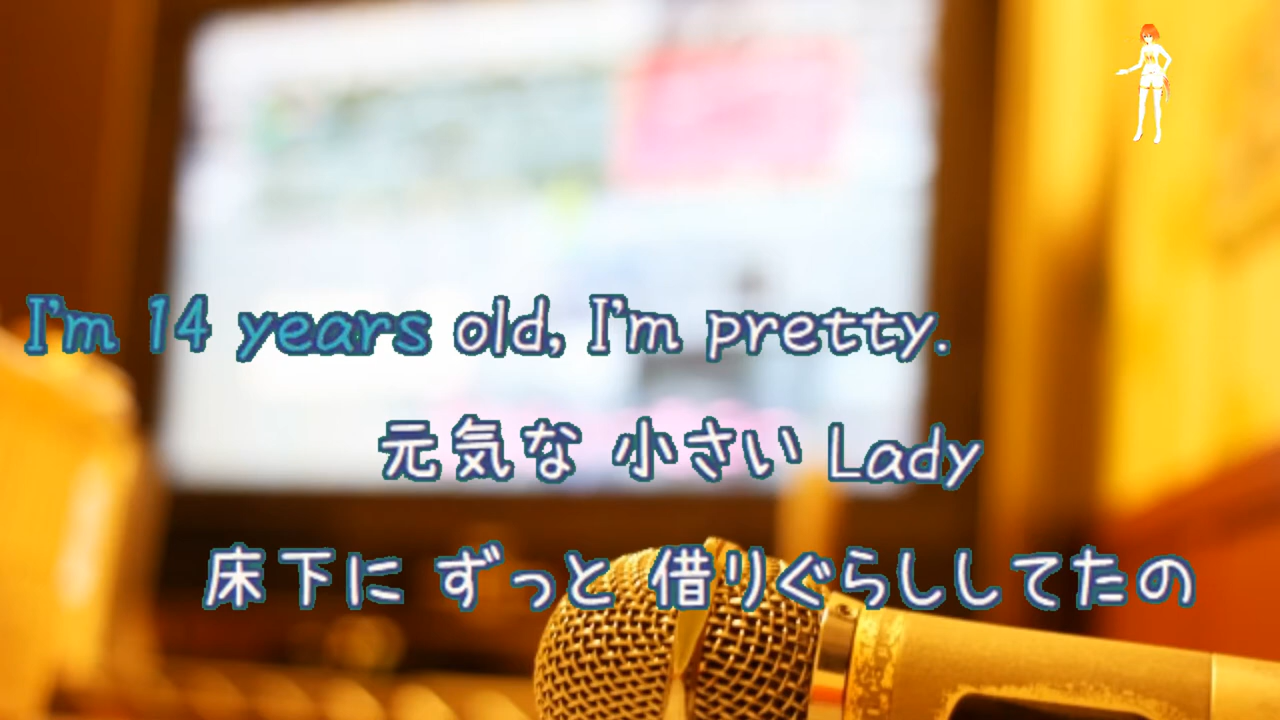 I'm 14 years old, I'm pretty.
元気な 小さい Lady
床下に ずっと 借りぐらししてたの